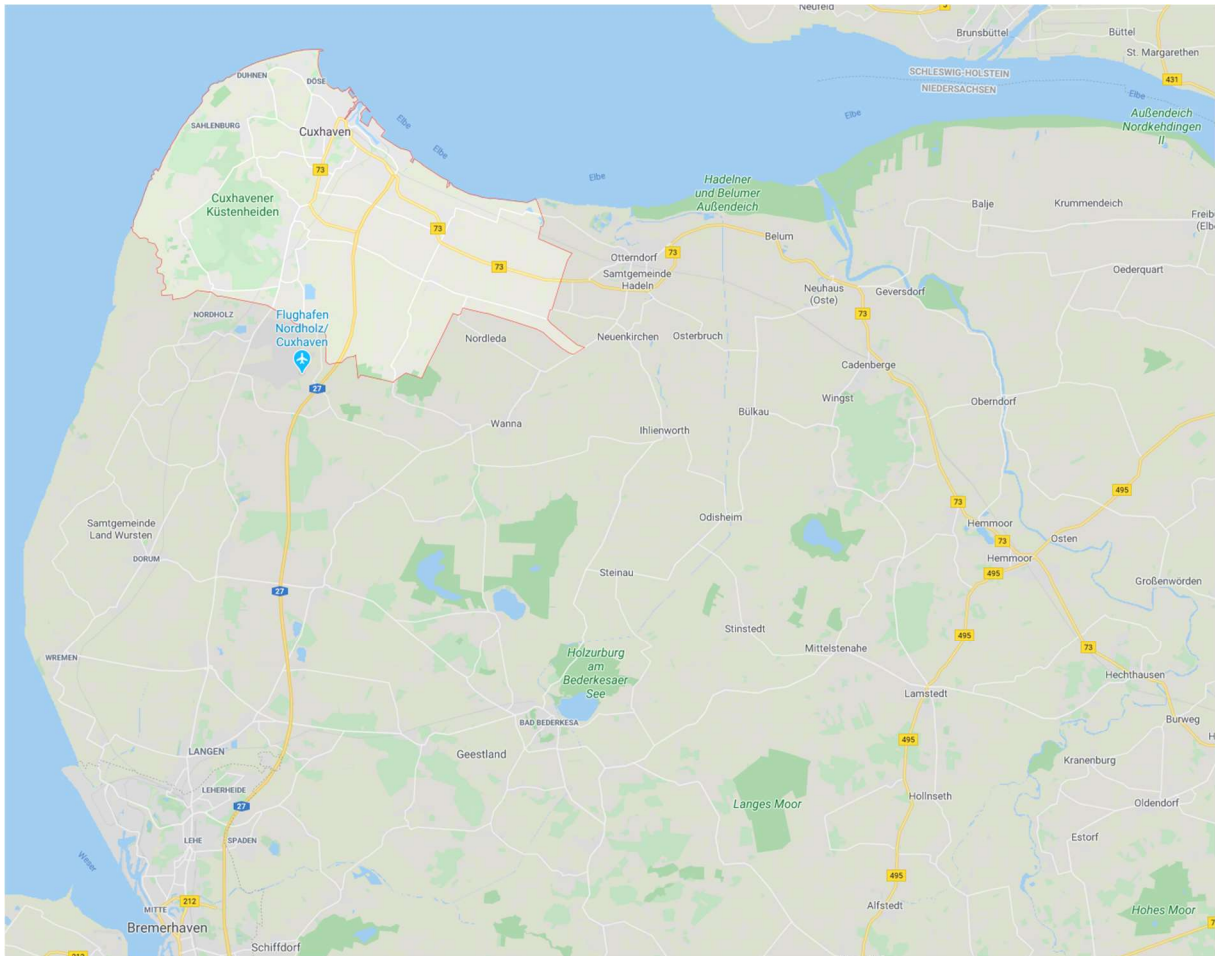 Neufeld
5
Brunsbüttel
Büttel
St. Margarethen
SCHLESWIG-HOLSTEIN
NIEDERSACHSEN
431
Elbe
DUHNEN
DÖSE
Elbe
Elbe
Außendeich
Nordkehdingen
II
SAHLENBURG
Cuxhaven
Elbe
73
Elbe
Hadelner
und Belumer
Außendeich
Cuxhavener
Küstenheiden
Balje
Krummendeich
73
Belum
73
Otterndorf
Samtgemeinde
Hadeln
73
Oederquart
Neuhaus
(Oste)
Geversdorf
NORDHOLZ
Flughafen
Nordholz/
Cuxhaven
73
Nordleda
Neuenkirchen
Osterbruch
Cadenberge
27
Wingst
Oberndorf
Bülkau
Wanna
Ihlienworth
495
73
Samtgemeinde
Land Wursten
Odisheim
Hemmoor
73
Osten
DORUM
Hemmoor
Steinau
495
Großenwörden
27
Stinstedt
495
Mittelstenahe
73
WREMEN
Holzurburg
am
Bederkesaer
See
Hechthausen
Lamstedt
BAD BEDERKESA
Burweg
H
495
LANGEN
Geestland
Kranenburg
LEHERHEIDE
Hollnseth
27
Langes Moor
Oldendorf
LEHE
SPADEN
Estorf
Weser
495
212
Alfstedt
MITTE
Hohes Moor
Bremerhaven
Schiffdorf